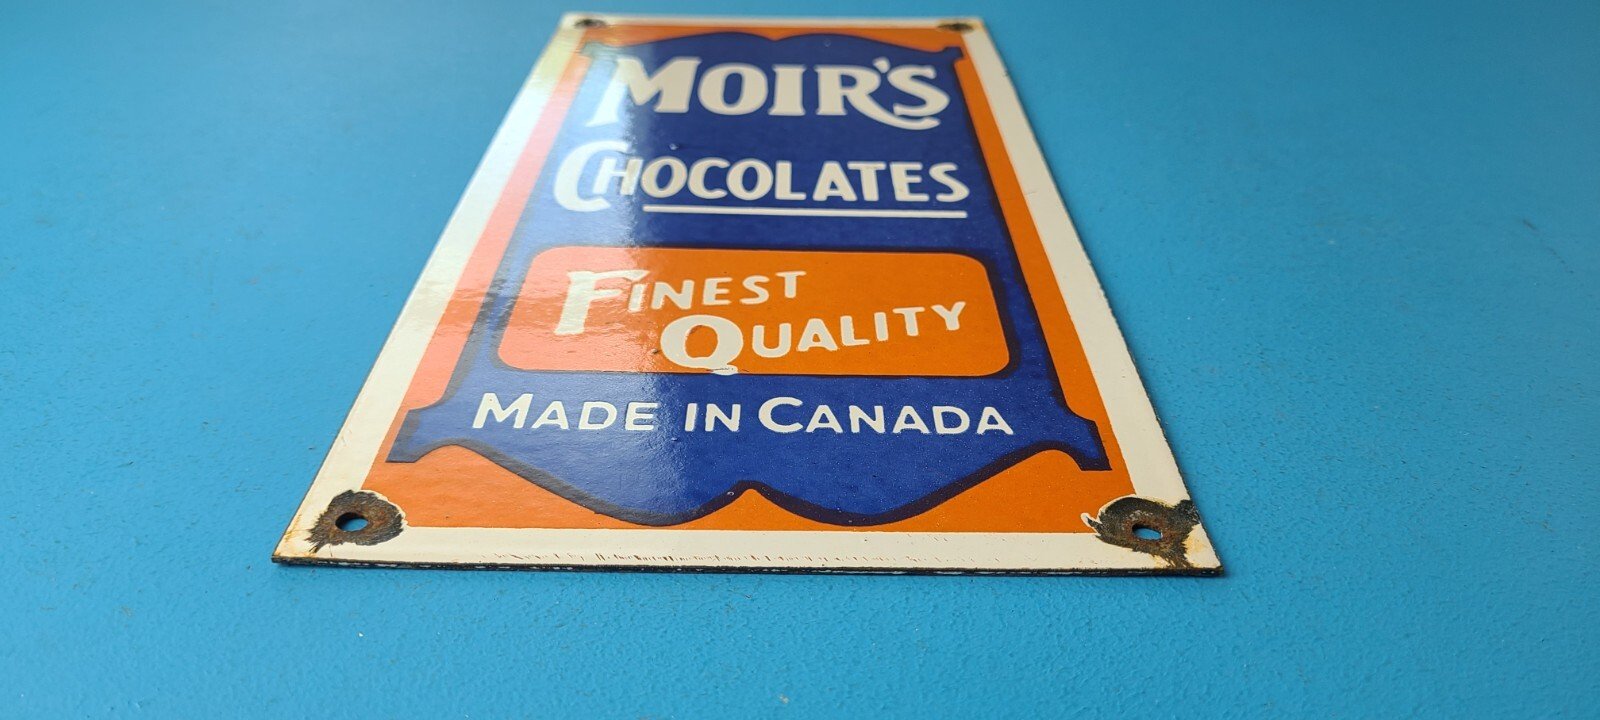 MOIR'S
CHOCOLATES
FINEST
QUALITY
MADE IN CANADA